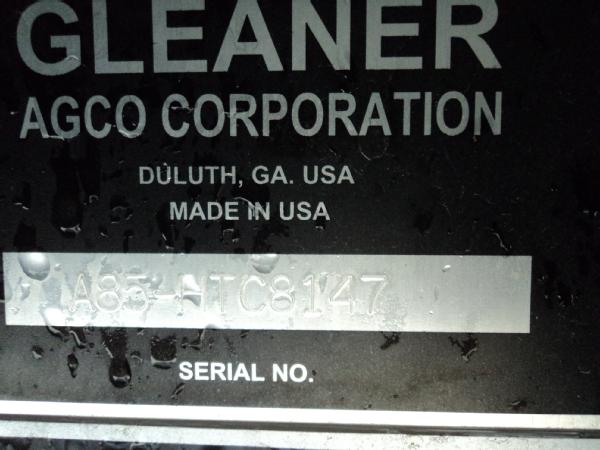 GLEANER
AGCO CORPORATION
DULUTH, GA. USA
MADE IN USA
A85-HTC8147
SERIAL NO.